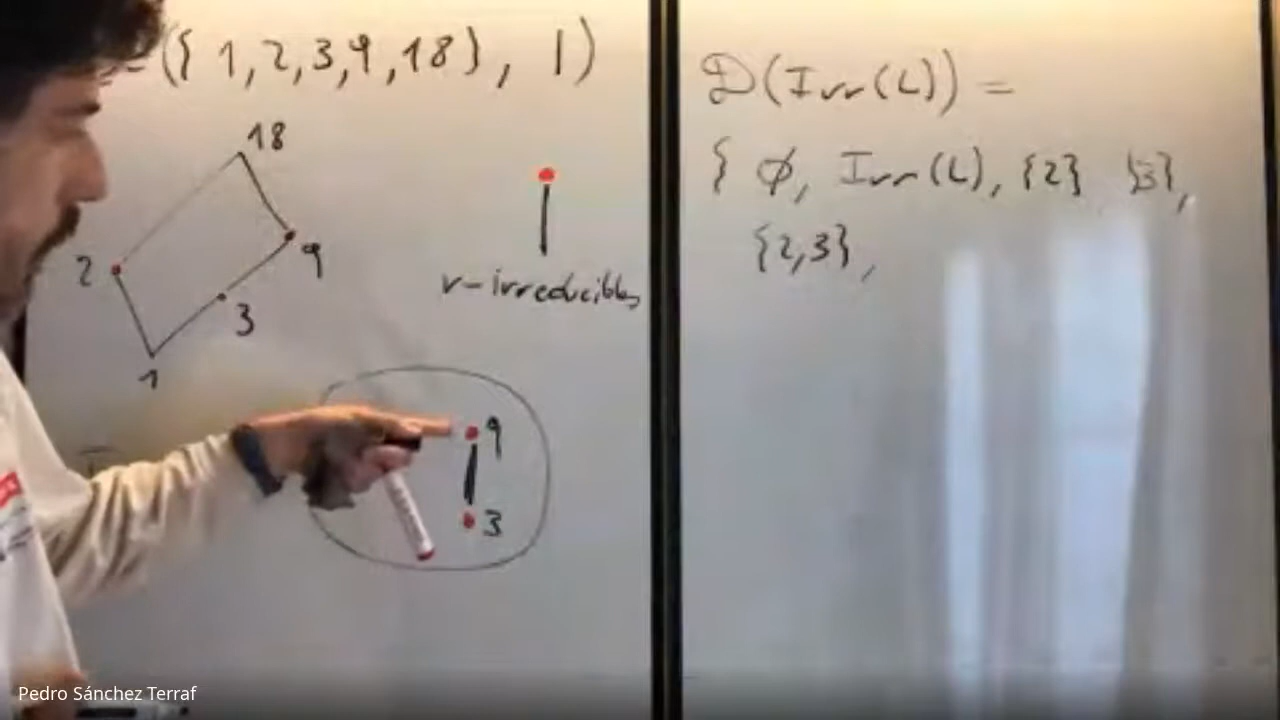 ({ 1,2,3,9,18}, |)
18
2
9
3
1
v-irreducibles
9
3
D(Irr(L)) =
{ ∅, Irr(L), {2} {3},
{2,3},
Pedro Sánchez Terraf